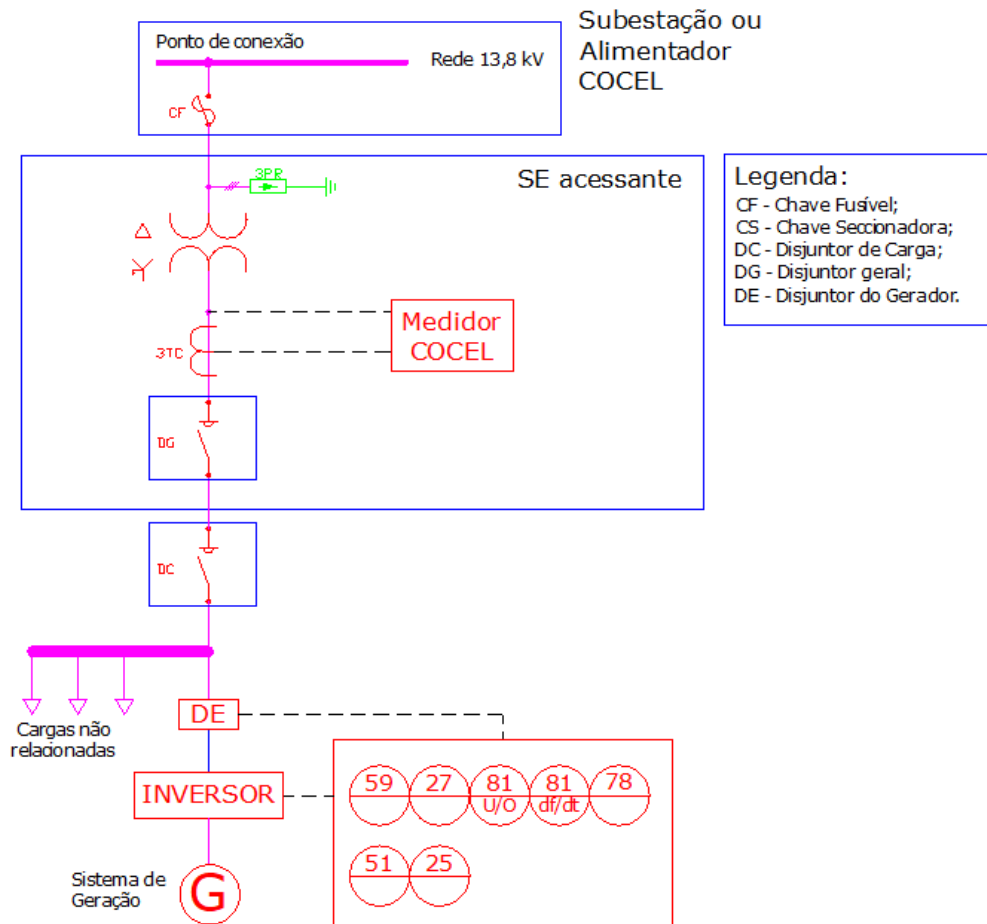 Subestação ou
Alimentador
COCEL
Ponto de conexão
Rede 13,8 kV
CF
3PR
SE acessante
Legenda:
CF - Chave Fusível;
CS - Chave Seccionadora;
DC - Disjuntor de Carga;
DG - Disjuntor geral;
DE - Disjuntor do Gerador.
Medidor
COCEL
3TC
DG
DC
Cargas não
relacionadas
DE
INVERSOR
59 27 81 U/O 81 df/dt 78
51 25
Sistema de
Geração
G